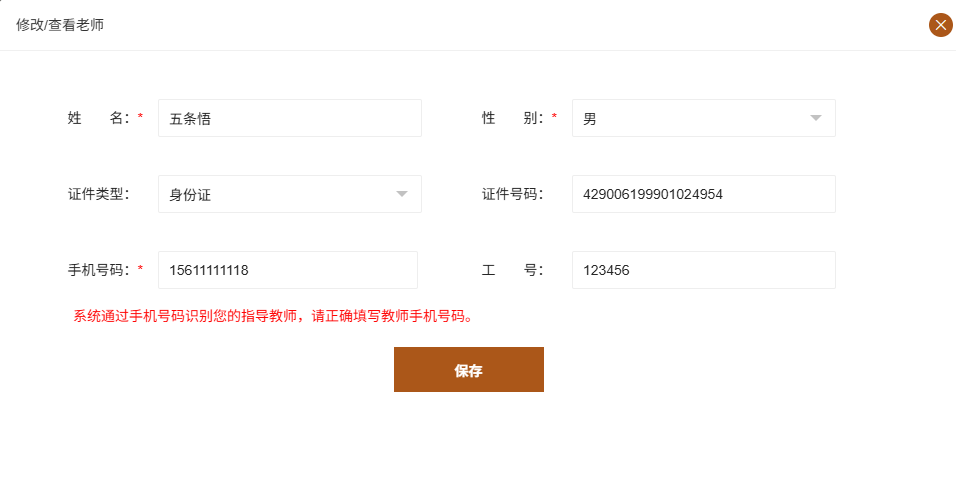 修改/查看老师
姓 名：* 五条悟 性 别：* 男
证件类型： 身份证 证件号码： 429006199901024954
手机号码：* 15611111118 工 号： 123456
系统通过手机号码识别您的指导教师，请正确填写教师手机号码。
保存